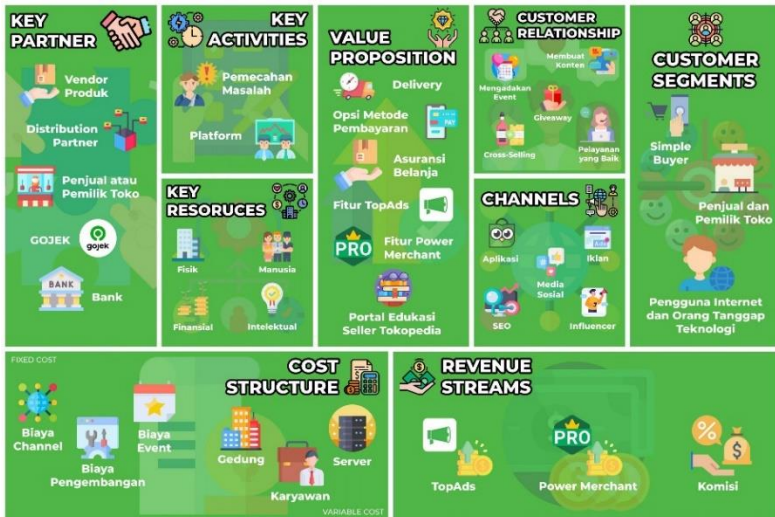 KEY
PARTNER
Vendor
Produk
Distribution
Partner
Penjual atau
Pemilik Toko
GOJEK
gojek
BANK
Bank
KEY
ACTIVITIES
Pemecahan
Masalah
Platform
KEY
RESORUCES
Fisik
Manusia
Finansial
Intelektual
VALUE
PROPOSITION
Delivery
Opsi Metode
Pembayaran
Asuransi
Belanja
Fitur TopAds
PRO
Fitur Power
Merchant
Portal Edukasi
Seller Tokopedia
CUSTOMER
RELATIONSHIP
Membuat
Konten
Mengadakan
Event
Giveaway
Cross-Selling
Pelayanan
yang Baik
CHANNELS
Aplikasi
Iklan
Media
Sosial
SEO
Influencer
CUSTOMER
SEGMENTS
Simple
Buyer
Penjual dan
Pemilik Toko
Pengguna Internet
dan Orang Tanggap
Teknologi
FIXED COST
COST
STRUCTURE
Biaya
Channel
Biaya
Pengembangan
Biaya
Event
Gedung
Karyawan
Server
VARIABLE COST
REVENUE
STREAMS
TopAds
PRO
Power Merchant
Komisi